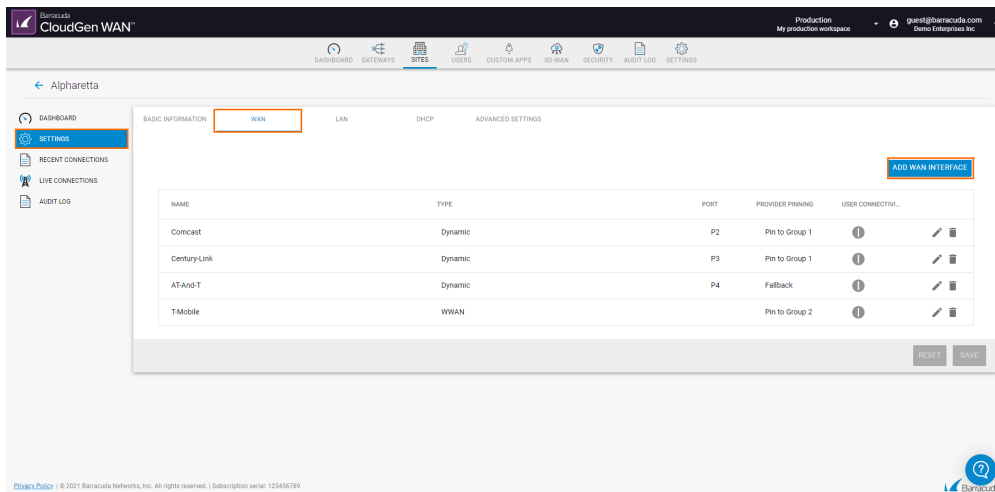 Barracuda
CloudGen WAN™
Production
My production workspace
guest@barracuda.com
Demo Enterprises Inc
DASHBOARD GATEWAYS SITES USERS CUSTOM APPS SD-WAN SECURITY AUDIT LOG SETTINGS
← Alpharetta
DASHBOARD
SETTINGS
RECENT CONNECTIONS
LIVE CONNECTIONS
AUDIT LOG
BASIC INFORMATION WAN LAN DHCP ADVANCED SETTINGS
ADD WAN INTERFACE
NAME TYPE PORT PROVIDER PINNING USER CONNECTIVI...
Comcast Dynamic P2 Pin to Group 1
Century-Link Dynamic P3 Pin to Group 1
AT-And-T Dynamic P4 Fallback
T-Mobile WWAN Pin to Group 2
RESET SAVE
Privacy Policy | © 2021 Barracuda Networks, Inc. All rights reserved. | Subscription serial: 123456789
Barracud